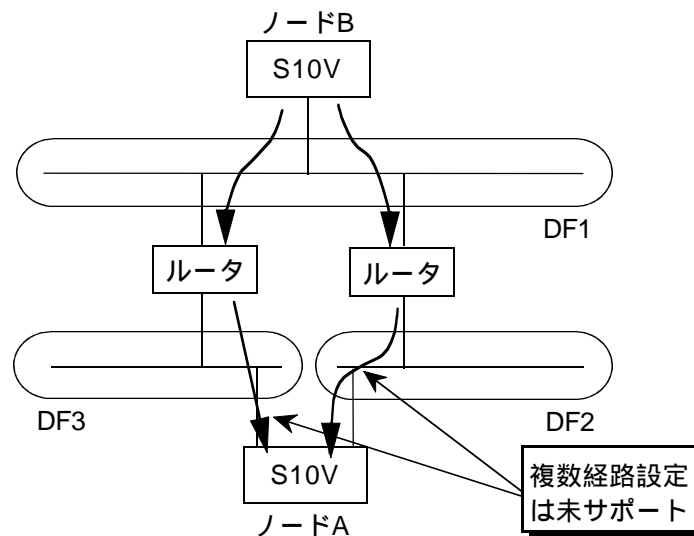 ノードB
S10V
DF1
ルータ
ルータ
DF3
DF2
S10V
ノードA
複数経路設定
は未サポート